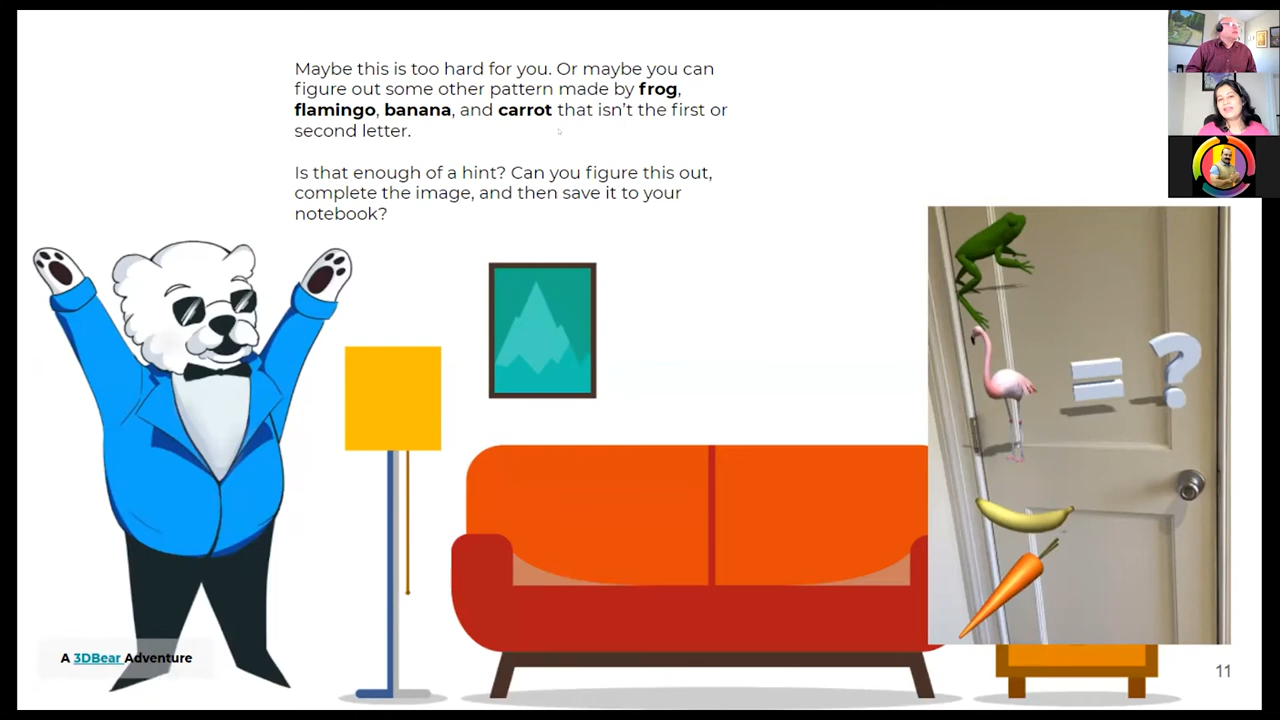 Maybe this is too hard for you. Or maybe you can
figure out some other pattern made by frog,
flamingo, banana, and carrot that isn't the first or
second letter.
Is that enough of a hint? Can you figure this out,
complete the image, and then save it to your
notebook?
= ?
A 3DBear Adventure
11